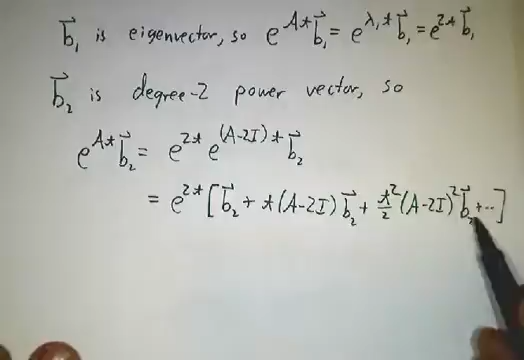 b⃗₁ is eigenvector, so e^{At} b⃗₁ = e^{λ₁t} b⃗₁ = e^{2t} b⃗₁
b⃗₂ is degree-2 power vector, so
e^{At} b⃗₂ = e^{2t} e^{(A-2I)t} b⃗₂
= e^{2t} [b⃗₂ + t(A-2I) b⃗₂ + t²/2 (A-2I)² b⃗₂ + ⋯]